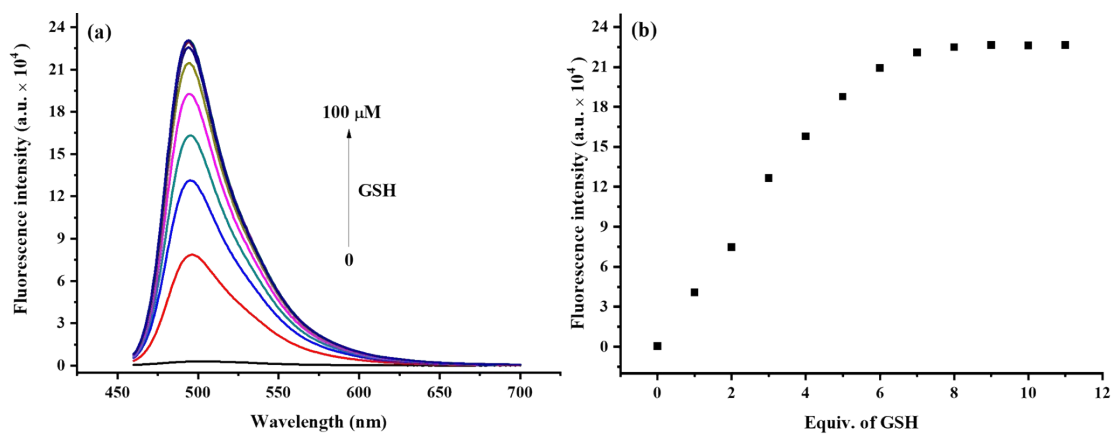 (a)
Fluorescence intensity (a.u. × 10⁴)
24
21
18
15
12
9
6
3
0
100 μM
GSH
0
450 500 550 600 650 700
Wavelength (nm)
(b)
Fluorescence intensity (a.u. × 10⁴)
24
21
18
15
12
9
6
3
0
0 2 4 6 8 10 12
Equiv. of GSH